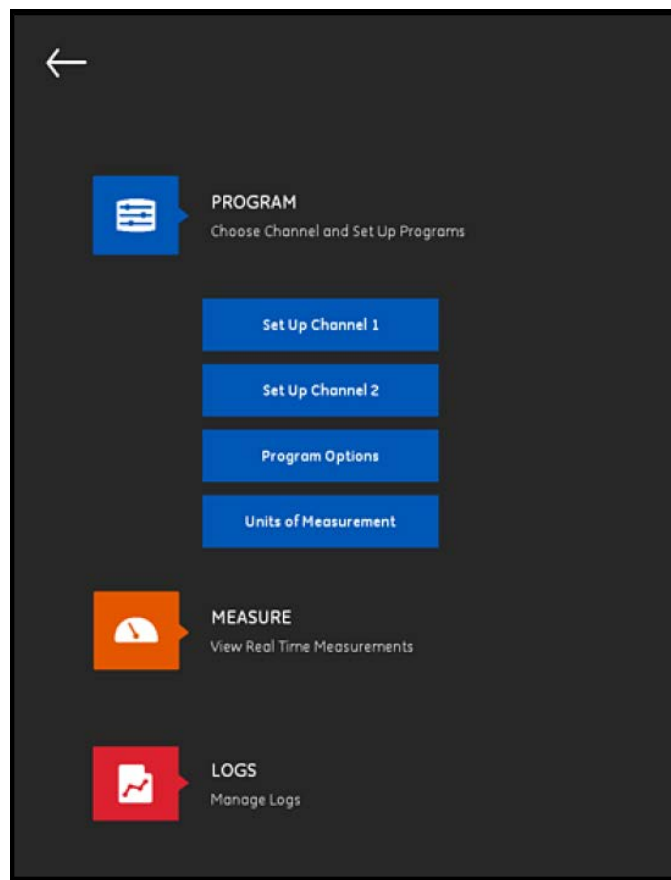 PROGRAM
Choose Channel and Set Up Programs
Set Up Channel 1
Set Up Channel 2
Program Options
Units of Measurement
MEASURE
View Real Time Measurements
LOGS
Manage Logs